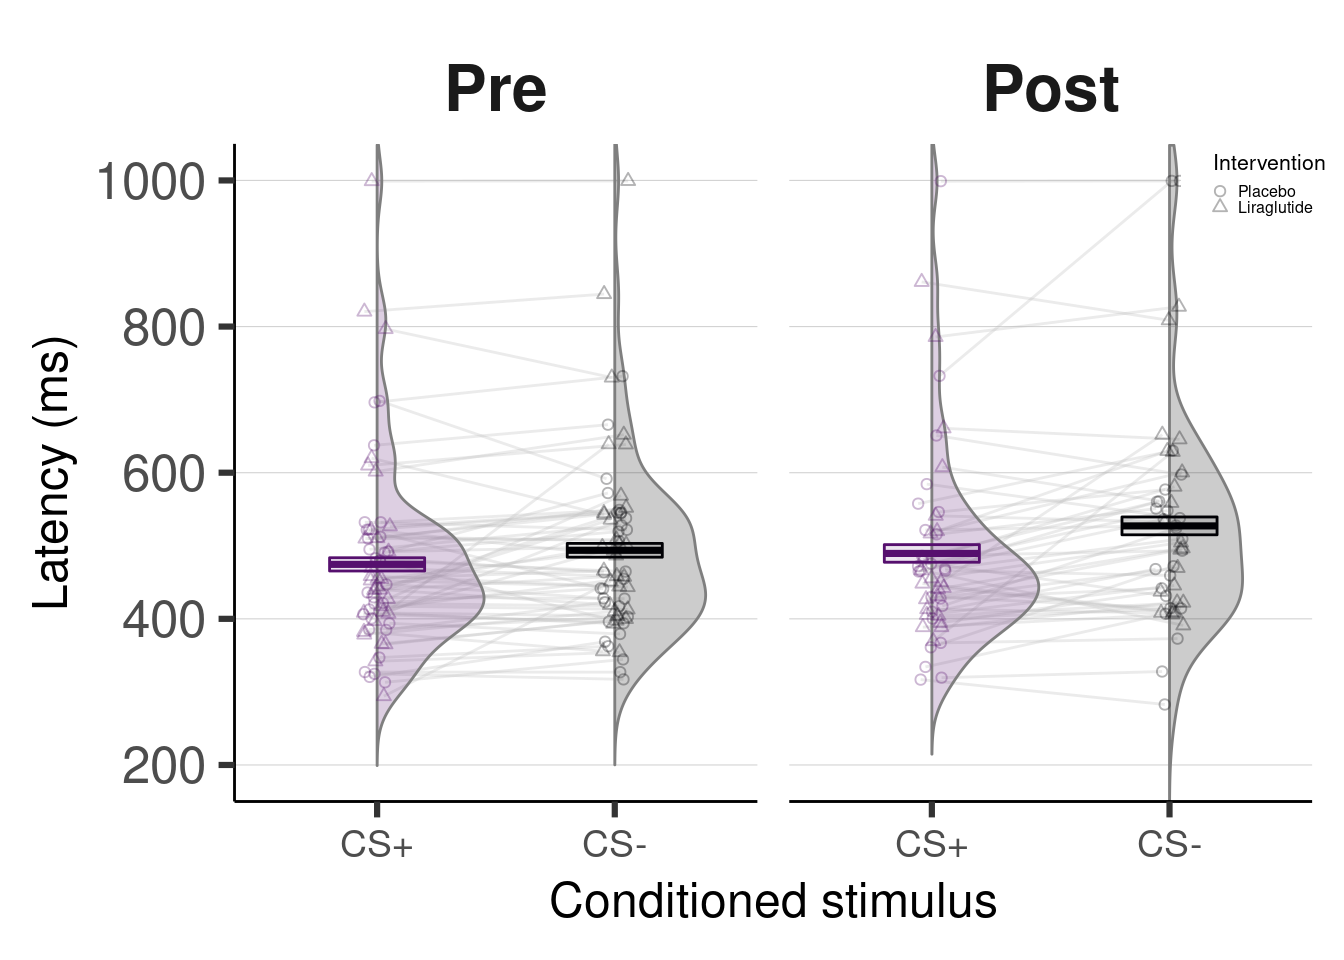 Pre
Post
1000
800
600
400
200
Latency (ms)
Intervention
Placebo
Liraglutide
CS+
CS-
CS+
CS-
Conditioned stimulus